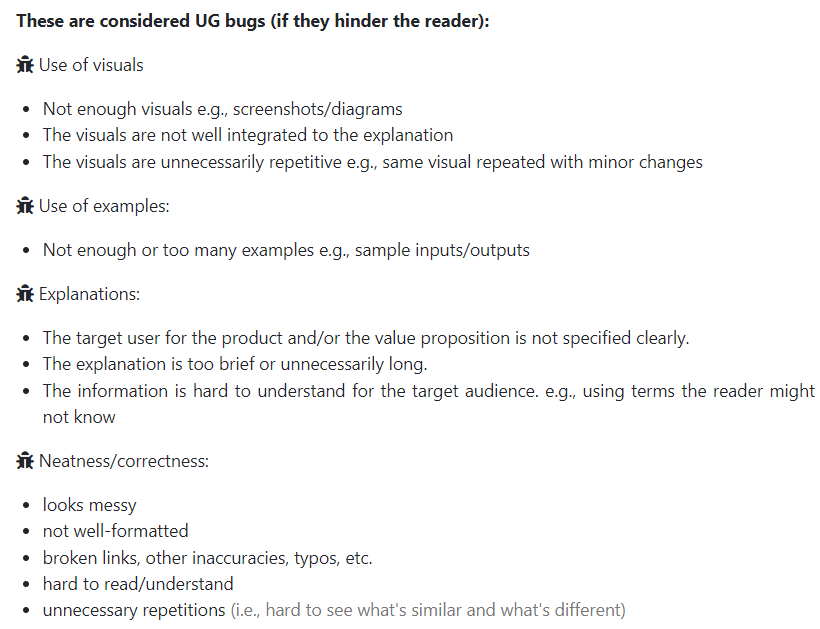 These are considered UG bugs (if they hinder the reader):
Use of visuals
• Not enough visuals e.g., screenshots/diagrams
• The visuals are not well integrated to the explanation
• The visuals are unnecessarily repetitive e.g., same visual repeated with minor changes
Use of examples:
• Not enough or too many examples e.g., sample inputs/outputs
Explanations:
• The target user for the product and/or the value proposition is not specified clearly.
• The explanation is too brief or unnecessarily long.
• The information is hard to understand for the target audience. e.g., using terms the reader might
not know
Neatness/correctness:
• looks messy
• not well-formatted
• broken links, other inaccuracies, typos, etc.
• hard to read/understand
• unnecessary repetitions (i.e., hard to see what's similar and what's different)